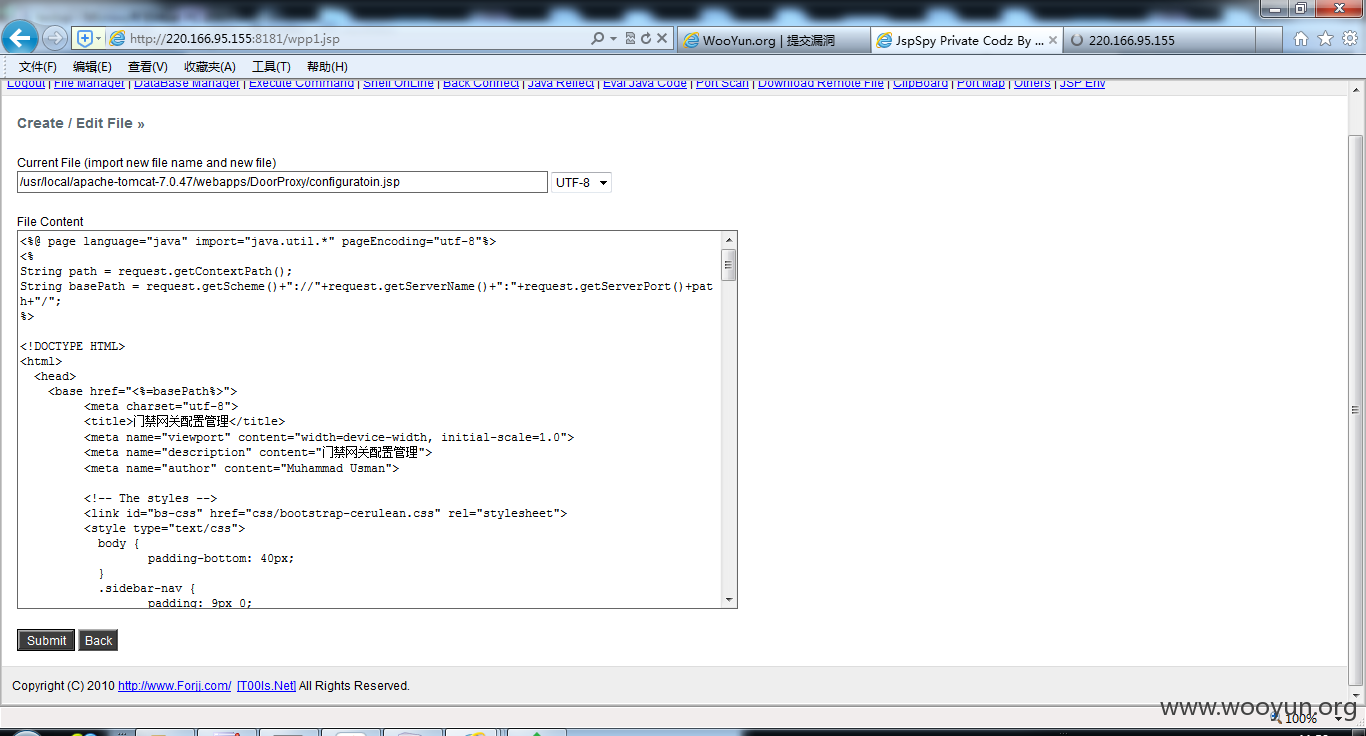 http://220.166.95.155:8181/wpp1.jsp
WooYun.org | 提交漏洞
JspSpy Private Codz By ...
220.166.95.155
文件(F) 编辑(E) 查看(V) 收藏夹(A) 工具(T) 帮助(H)
Logout | File Manager | DataBase Manager | Execute Command | Shell OnLine | Back Connect | Java Reflect | Eval Java Code | Port Scan | Download Remote File | ClipBoard | Port Map | Others | JSP Env
Create / Edit File »
Current File (import new file name and new file)
/usr/local/apache-tomcat-7.0.47/webapps/DoorProxy/configuratoin.jsp UTF-8
File Content
<%@ page language="java" import="java.util.*" pageEncoding="utf-8"%>
<%
String path = request.getContextPath();
String basePath = request.getScheme()+"://"+request.getServerName()+":"+request.getServerPort()+pat
h+"/";
%>
<!DOCTYPE HTML>
<html>
<head>
<base href="<%=basePath%>">
<meta charset="utf-8">
<title>门禁网关配置管理</title>
<meta name="viewport" content="width=device-width, initial-scale=1.0">
<meta name="description" content="门禁网关配置管理">
<meta name="author" content="Muhammad Usman">
<!-- The styles -->
<link id="bs-css" href="css/bootstrap-cerulean.css" rel="stylesheet">
<style type="text/css">
body {
padding-bottom: 40px;
}
.sidebar-nav {
padding: 9px 0;
Submit Back
Copyright (C) 2010 http://www.Forjj.com/ [T00ls.Net] All Rights Reserved.
www.wooyun.org
100%